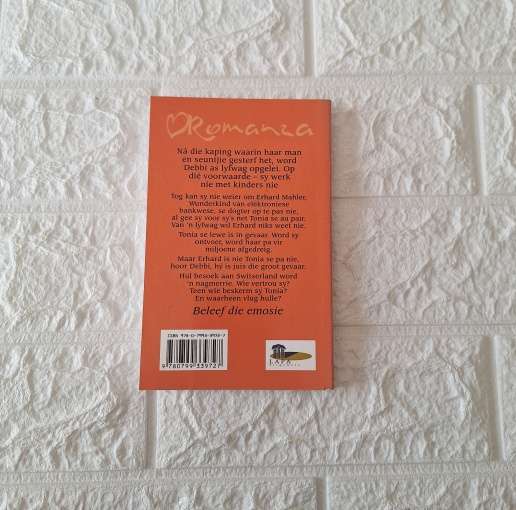 Romanza
Ná die kaping waarin haar man
en seuntjie gesterf het, word
Debbi as lyfwag opgelei. Op
die voorwaarde – sy werk
nie met kinders nie
Tog kan sy nie weier om Erhard Mahler,
Wunderkind van elektroniese
bankwese, se dogter op te pas nie,
al gee sy voor sy's net Tonia se au pair.
Van 'n lyfwag wil Erhard niks weet nie.
Tonia se lewe is in gevaar. Word sy
ontvoer, word haar pa vir
miljoene afgedreig.
Maar Erhard is nie Tonia se pa nie,
hoor Debbi, hy is juis die groot gevaar.
Hul besoek aan Switserland word
'n nagmerrie. Wie vertrou sy?
Teen wie beskerm sy Tonia?
En waarheen vlug hulle?
Beleef die emosie
9 780799 339727
L.A.P.A.